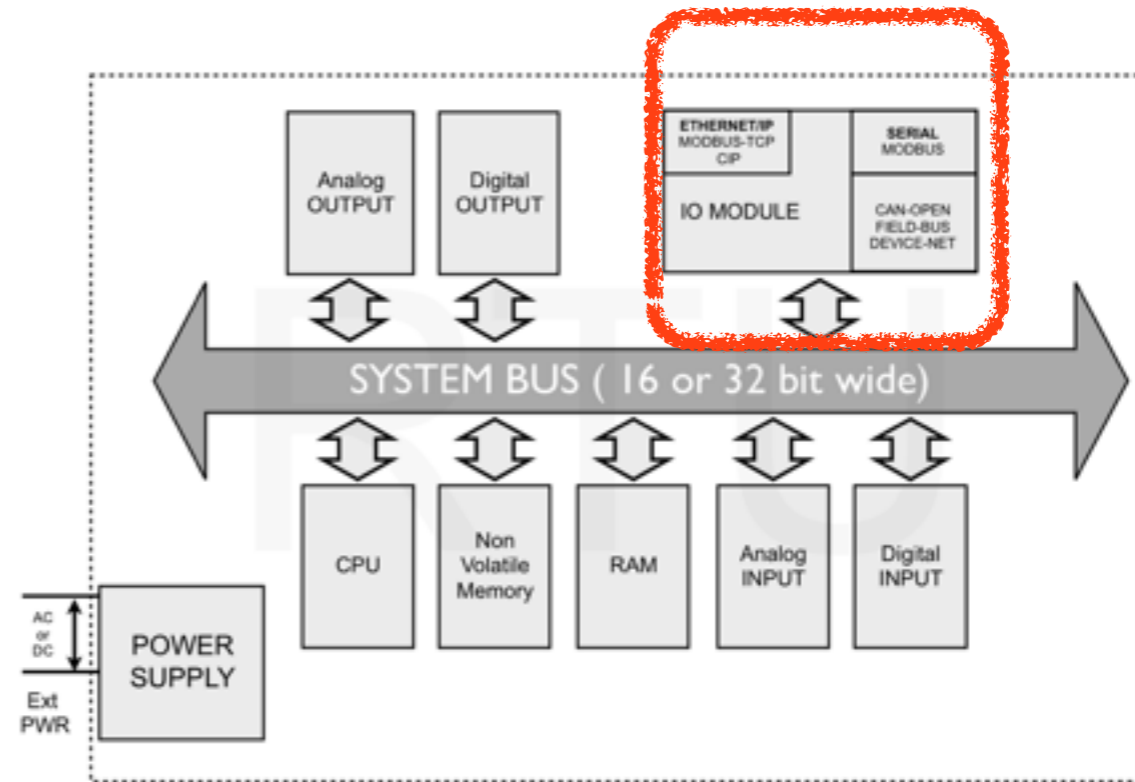 Analog
OUTPUT
Digital
OUTPUT
ETHERNET/IP
MODBUS-TCP
CIP
IO MODULE
SERIAL
MODBUS
CAN-OPEN
FIELD-BUS
DEVICE-NET
RTU
SYSTEM BUS ( 16 or 32 bit wide)
CPU
Non
Volatile
Memory
RAM
Analog
INPUT
Digital
INPUT
AC
or
DC
POWER
SUPPLY
Ext
PWR